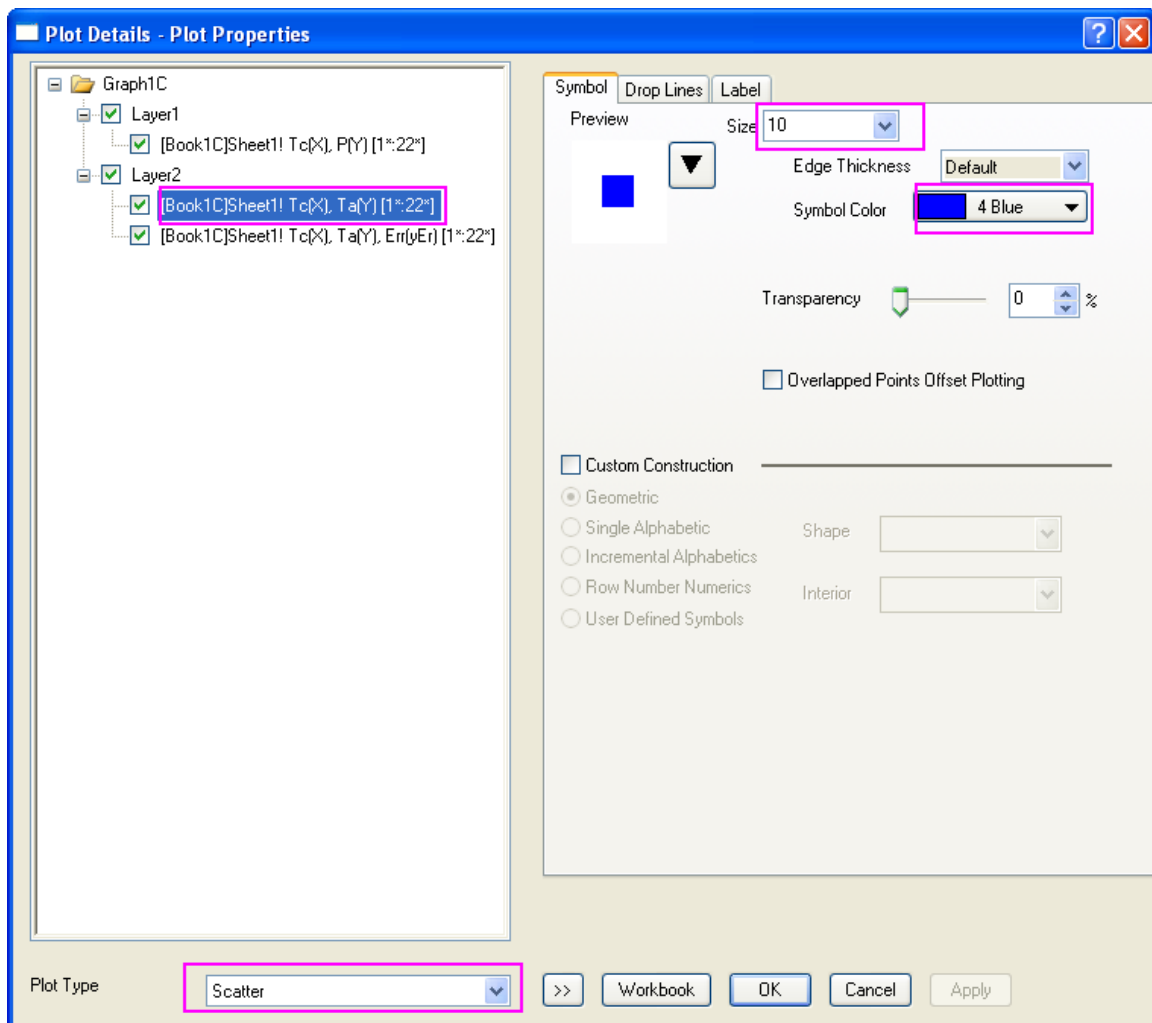 Plot Details - Plot Properties
Graph1C
Layer1
[Book1C]Sheet1! Tc(X), P(Y) [1*:22*]
Layer2
[Book1C]Sheet1! Tc(X), Ta(Y) [1*:22*]
[Book1C]Sheet1! Tc(X), Ta(Y), Err(yEr) [1*:22*]
Symbol Drop Lines Label
Preview Size 10
Edge Thickness Default
Symbol Color 4 Blue
Transparency 0 %
Overlapped Points Offset Plotting
Custom Construction
Geometric
Single Alphabetic Shape
Incremental Alphabetics
Row Number Numerics Interior
User Defined Symbols
Plot Type Scatter >> Workbook OK Cancel Apply